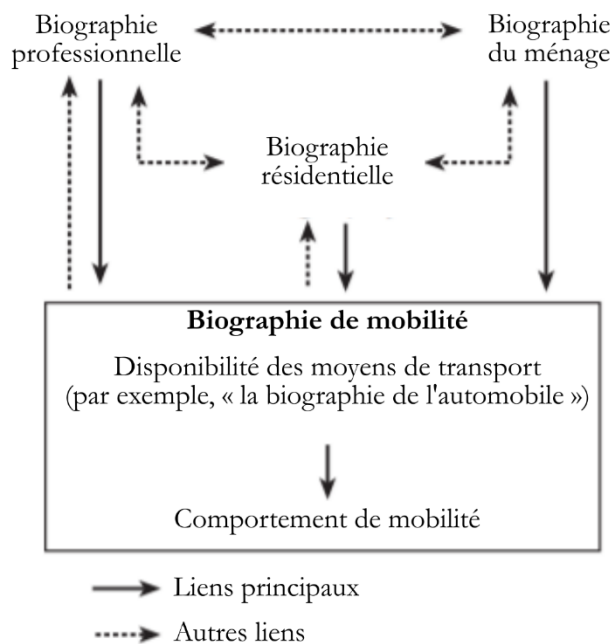 Biographie
professionnelle
Biographie
du ménage
Biographie
résidentielle
Biographie de mobilité
Disponibilité des moyens de transport
(par exemple, « la biographie de l'automobile »)
Comportement de mobilité
Liens principaux
Autres liens